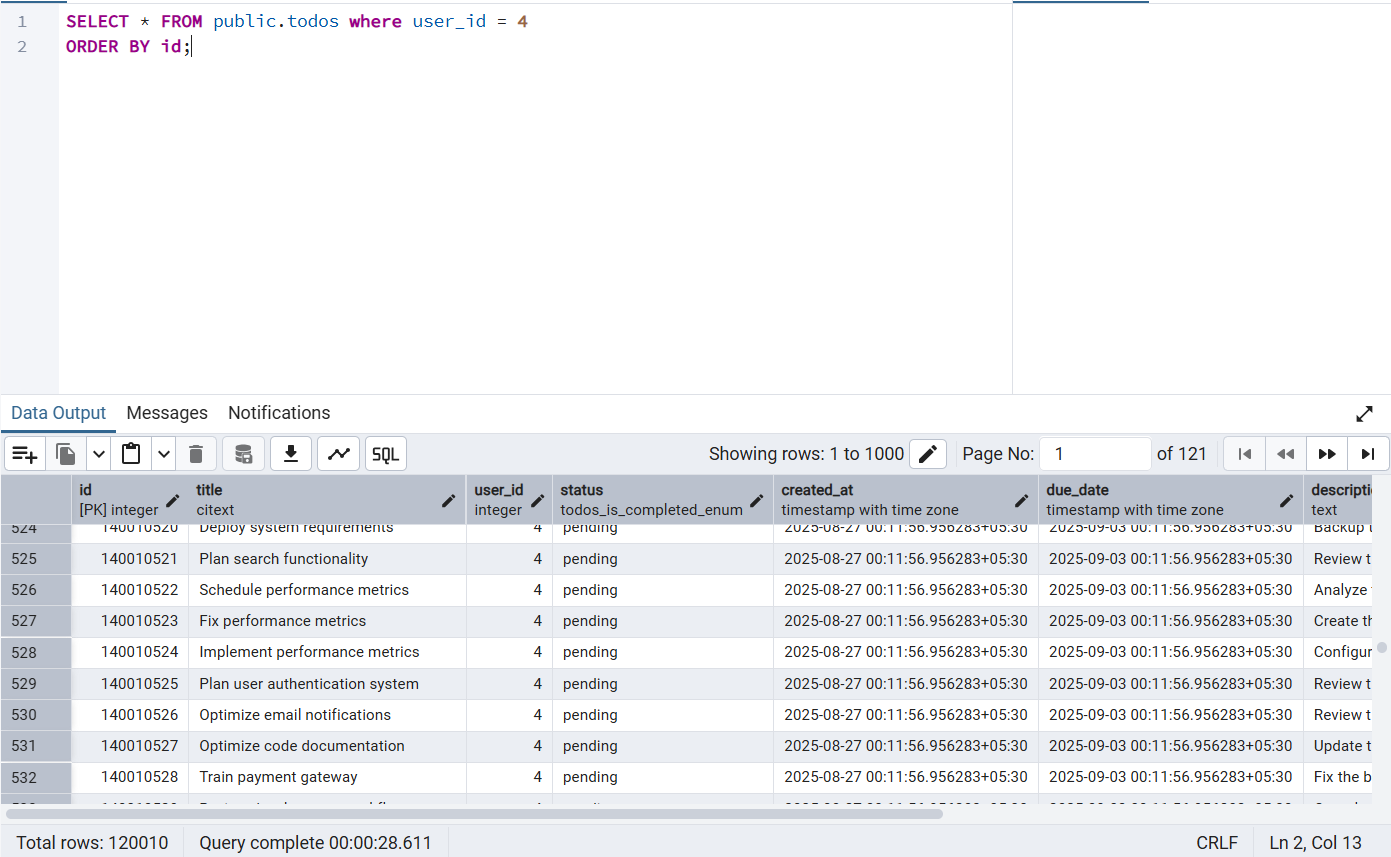 1 SELECT * FROM public.todos where user_id = 4
2 ORDER BY id;
Data Output Messages Notifications
SQL Showing rows: 1 to 1000 Page No: 1 of 121
id title user_id status created_at due_date descripti
[PK] integer citext integer todos_is_completed_enum timestamp with time zone timestamp with time zone text
524 140010520 Deploy system requirements 4 pending 2025-08-27 00:11:56.956283+05:30 2025-09-03 00:11:56.956283+05:30 Backup
525 140010521 Plan search functionality 4 pending 2025-08-27 00:11:56.956283+05:30 2025-09-03 00:11:56.956283+05:30 Review t
526 140010522 Schedule performance metrics 4 pending 2025-08-27 00:11:56.956283+05:30 2025-09-03 00:11:56.956283+05:30 Analyze
527 140010523 Fix performance metrics 4 pending 2025-08-27 00:11:56.956283+05:30 2025-09-03 00:11:56.956283+05:30 Create th
528 140010524 Implement performance metrics 4 pending 2025-08-27 00:11:56.956283+05:30 2025-09-03 00:11:56.956283+05:30 Configur
529 140010525 Plan user authentication system 4 pending 2025-08-27 00:11:56.956283+05:30 2025-09-03 00:11:56.956283+05:30 Review t
530 140010526 Optimize email notifications 4 pending 2025-08-27 00:11:56.956283+05:30 2025-09-03 00:11:56.956283+05:30 Review t
531 140010527 Optimize code documentation 4 pending 2025-08-27 00:11:56.956283+05:30 2025-09-03 00:11:56.956283+05:30 Update t
532 140010528 Train payment gateway 4 pending 2025-08-27 00:11:56.956283+05:30 2025-09-03 00:11:56.956283+05:30 Fix the b
Total rows: 120010 Query complete 00:00:28.611 CRLF Ln 2, Col 13